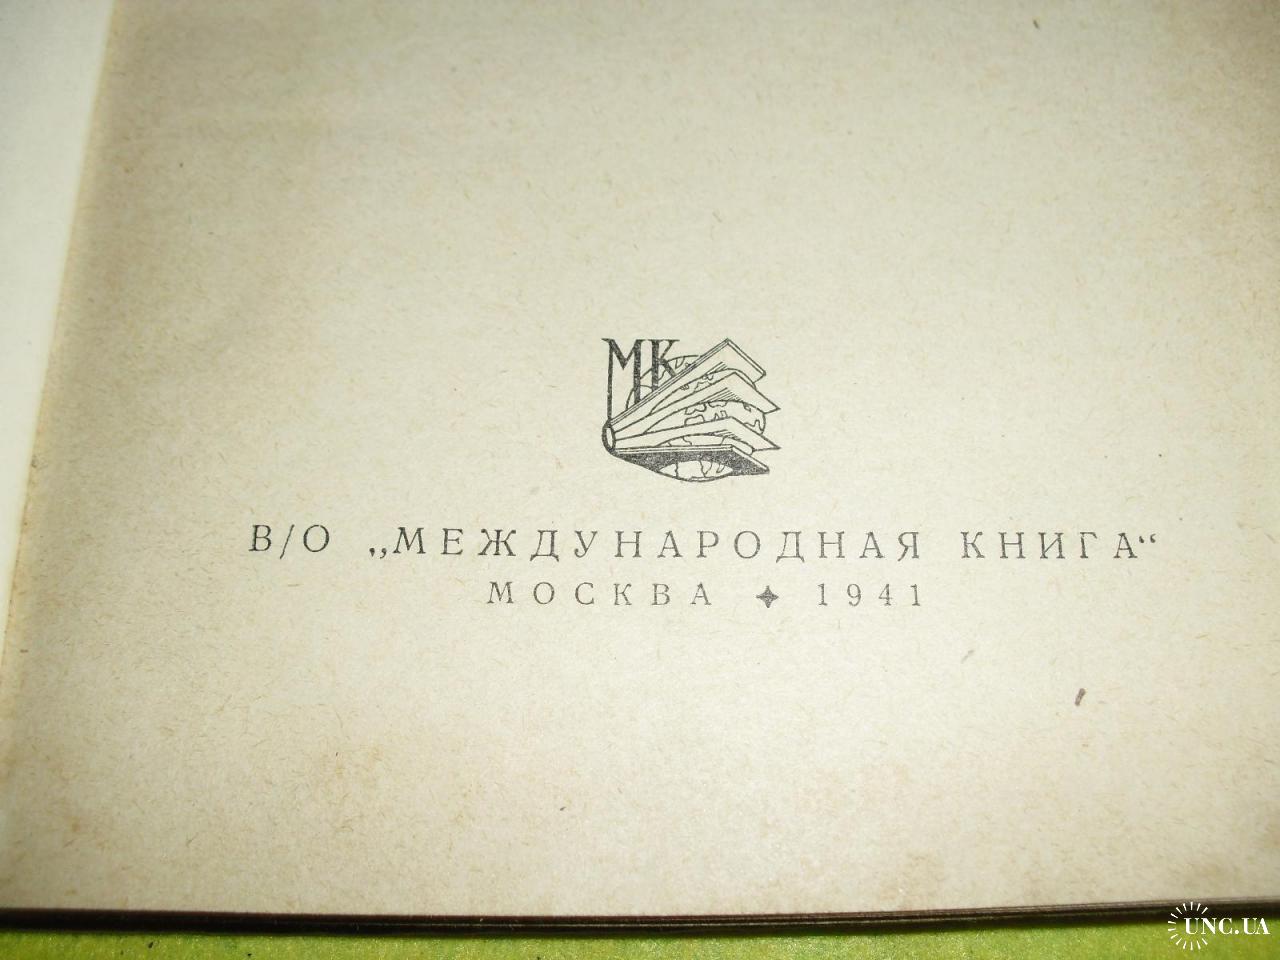 МК
В/О „МЕЖДУНАРОДНАЯ КНИГА“
МОСКВА ✦ 1941
UNC.UA